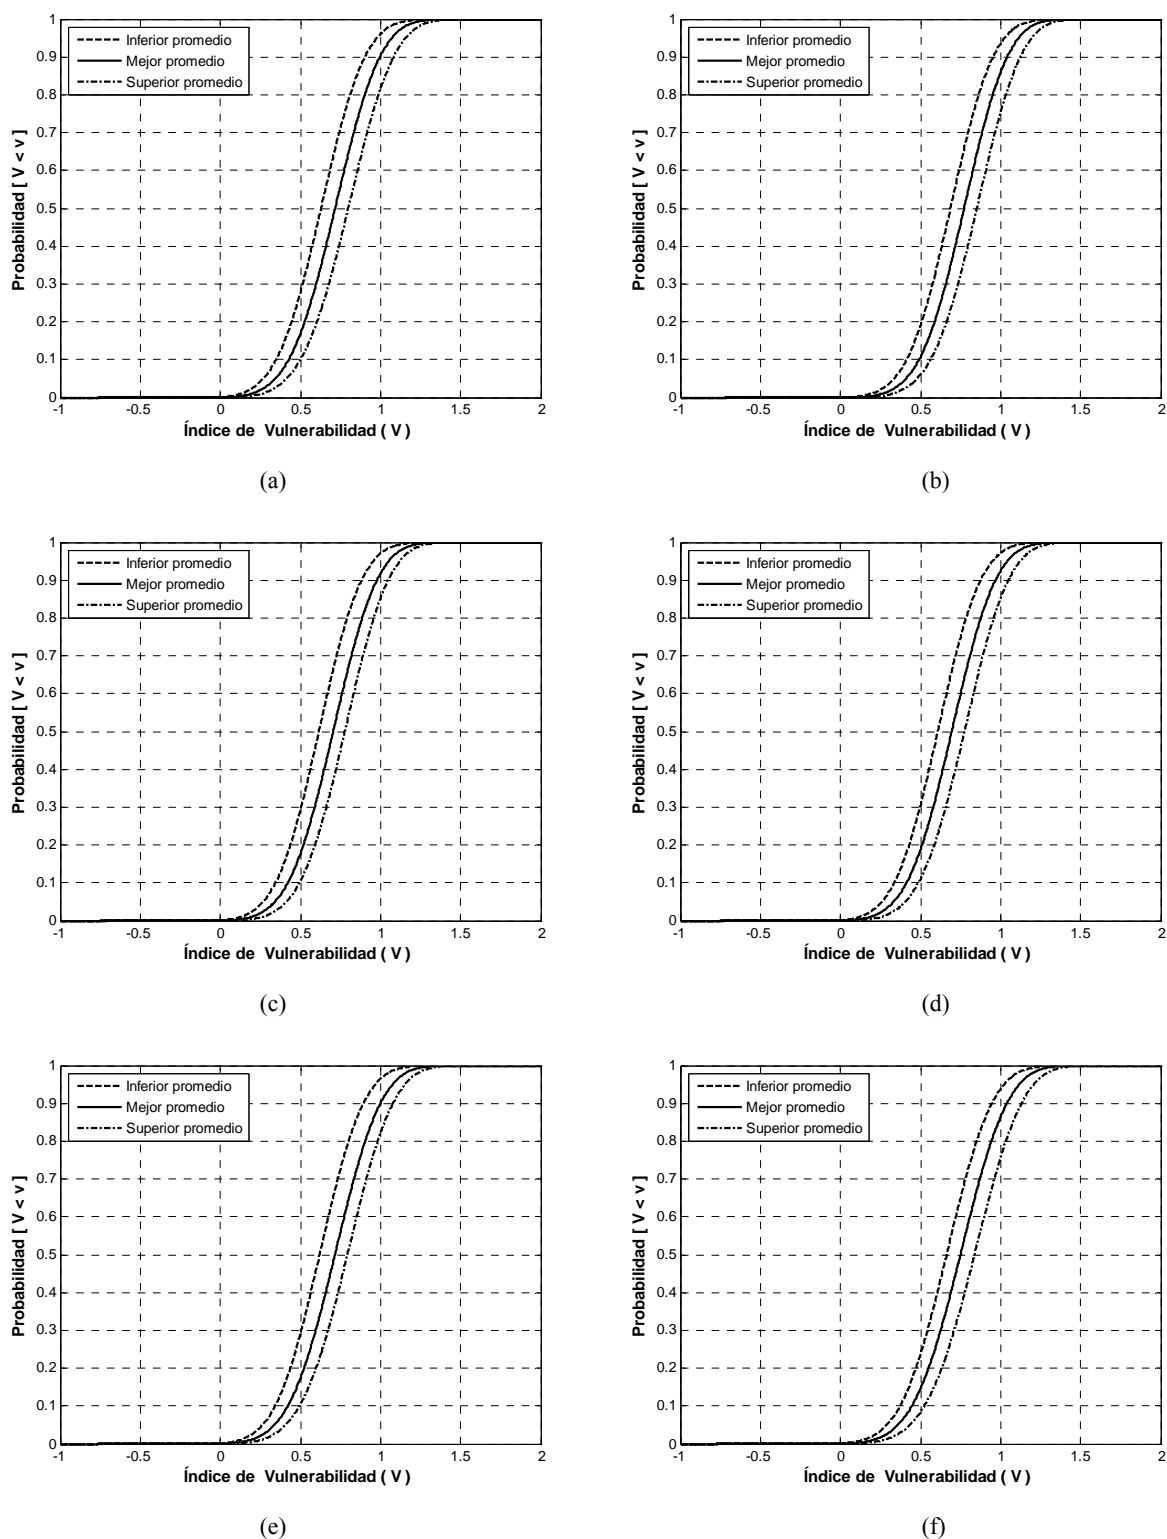 1
0.9
0.8
0.7
0.6
0.5
0.4
0.3
0.2
0.1
0
Probabilidad [ V < v ]
Inferior promedio
Mejor promedio
Superior promedio
-1 -0.5 0 0.5 1 1.5 2
Índice de Vulnerabilidad ( V )
(a)
1
0.9
0.8
0.7
0.6
0.5
0.4
0.3
0.2
0.1
0
Probabilidad [ V < v ]
Inferior promedio
Mejor promedio
Superior promedio
-1 -0.5 0 0.5 1 1.5 2
Índice de Vulnerabilidad ( V )
(b)
1
0.9
0.8
0.7
0.6
0.5
0.4
0.3
0.2
0.1
0
Probabilidad [ V < v ]
Inferior promedio
Mejor promedio
Superior promedio
-1 -0.5 0 0.5 1 1.5 2
Índice de Vulnerabilidad ( V )
(c)
1
0.9
0.8
0.7
0.6
0.5
0.4
0.3
0.2
0.1
0
Probabilidad [ V < v ]
Inferior promedio
Mejor promedio
Superior promedio
-1 -0.5 0 0.5 1 1.5 2
Índice de Vulnerabilidad ( V )
(d)
1
0.9
0.8
0.7
0.6
0.5
0.4
0.3
0.2
0.1
0
Probabilidad [ V < v ]
Inferior promedio
Mejor promedio
Superior promedio
-1 -0.5 0 0.5 1 1.5 2
Índice de Vulnerabilidad ( V )
(e)
1
0.9
0.8
0.7
0.6
0.5
0.4
0.3
0.2
0.1
0
Probabilidad [ V < v ]
Inferior promedio
Mejor promedio
Superior promedio
-1 -0.5 0 0.5 1 1.5 2
Índice de Vulnerabilidad ( V )
(f)